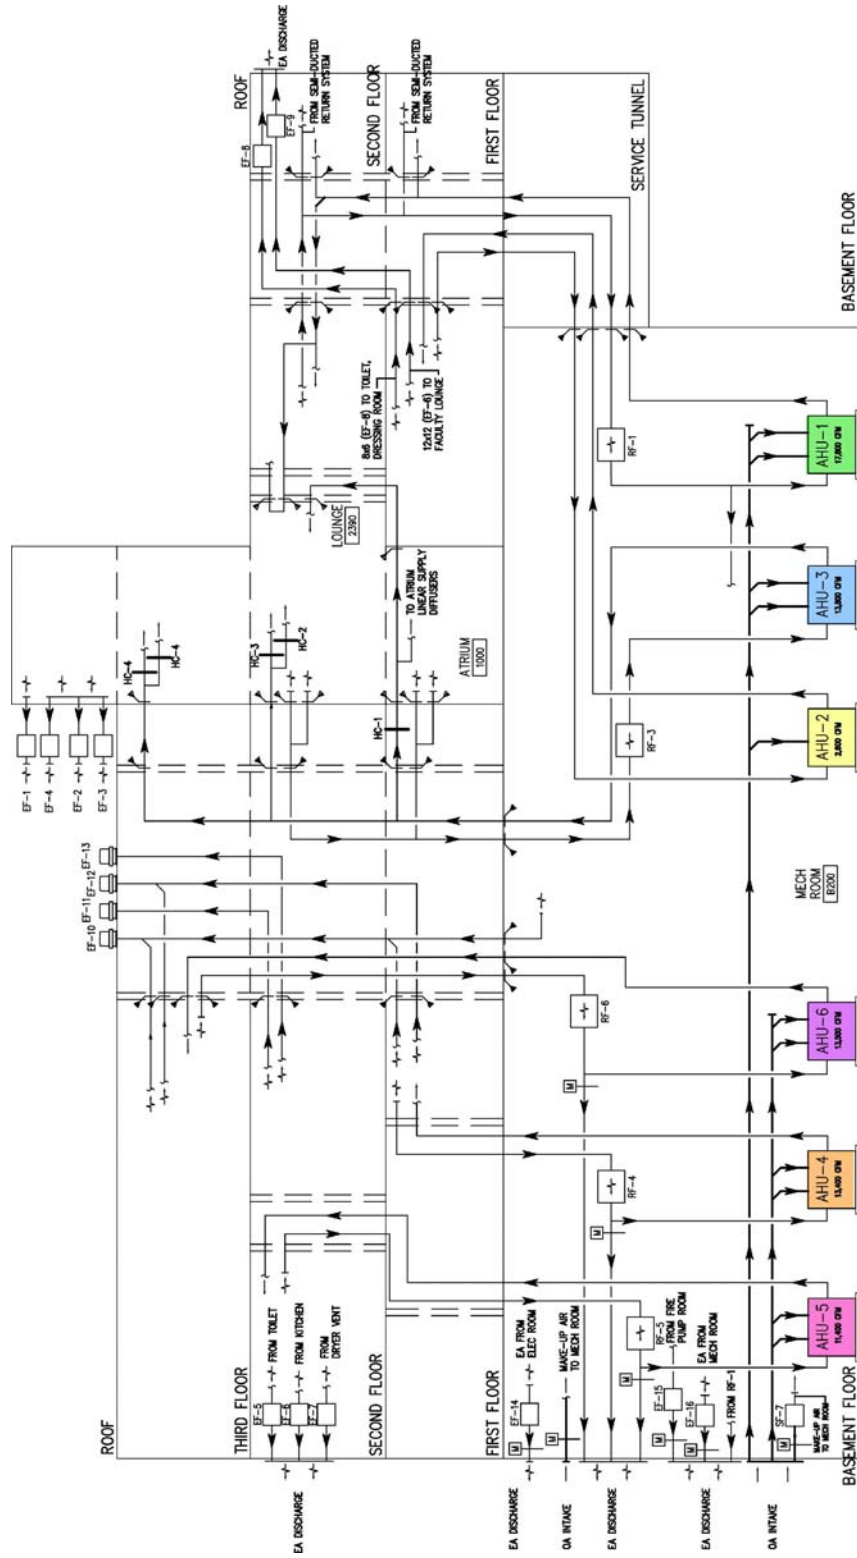 EA DISCHARGE
ROOF
EF-8
EF-9
FROM SEMI-DUCTED
RETURN SYSTEM
SECOND FLOOR
FROM SEMI-DUCTED
RETURN SYSTEM
FIRST FLOOR
SERVICE TUNNEL
BASEMENT FLOOR
8x6 (EF-8) TO TOILET,
DRESSING ROOM
12x12 (EF-6) TO
FACULTY LOUNGE
LOUNGE
2390
RF-1
AHU-1
17,800 CFM
TO ATRIUM
LINEAR SUPPLY
DIFFUSERS
ATRIUM
1000
HC-4
HC-4
HC-3
HC-2
HC-1
AHU-3
13,800 CFM
RF-3
AHU-2
2,600 CFM
EF-1
EF-4
EF-2
EF-3
EF-13
EF-12
EF-11
EF-10
MECH
ROOM
B200
RF-6
M
AHU-6
13,500 CFM
RF-4
M
AHU-4
13,400 CFM
RF-5
M
AHU-5
11,400 CFM
ROOF
THIRD FLOOR
FROM TOILET
FROM KITCHEN
FROM
DRYER VENT
EF-5
EF-6
EF-7
EA DISCHARGE
SECOND FLOOR
FIRST FLOOR
EA FROM
ELEC ROOM
EF-14
M
EA DISCHARGE
MAKE-UP AIR
TO MECH ROOM
OA INTAKE
EA DISCHARGE
FROM FIRE
PUMP ROOM
EF-15
M
EA FROM
MECH ROOM
EF-16
M
FROM RF-1
EA DISCHARGE
OA INTAKE
SF-7
M
MAKE-UP AIR
TO MECH ROOM
BASEMENT FLOOR